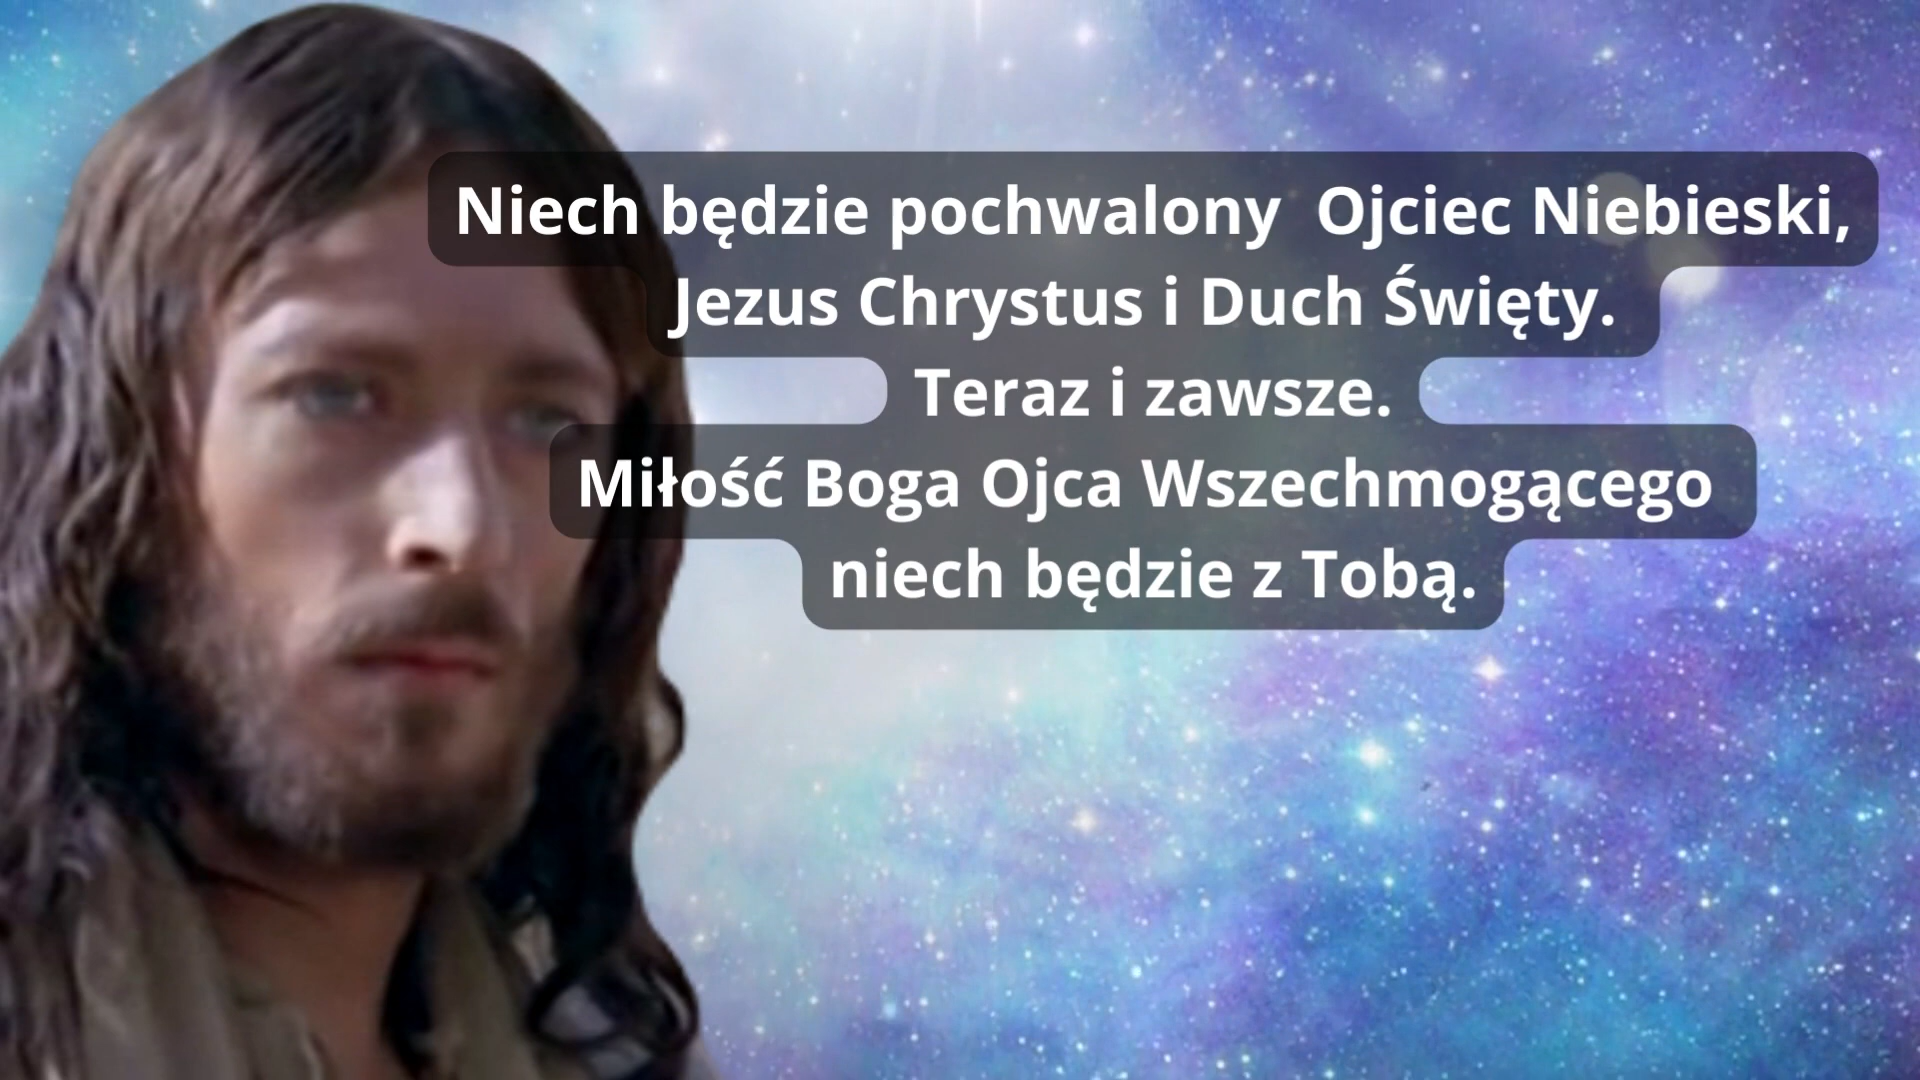 Niech będzie pochwalony  Ojciec Niebieski,
Jezus Chrystus i Duch Święty.
Teraz i zawsze.
Miłość Boga Ojca Wszechmogącego
niech będzie z Tobą.